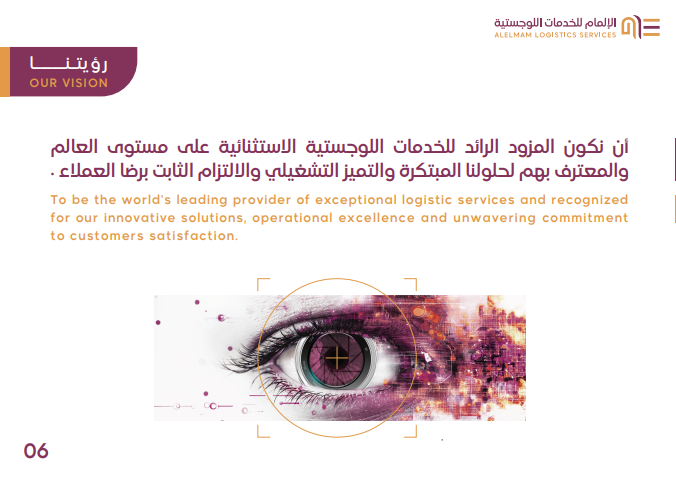 الإلمام للخدمات اللوجستية
ALELMAM LOGISTICS SERVICES
رؤيتنـــــا
OUR VISION
أن نكون المزود الرائد للخدمات اللوجستية الاستثنائية على مستوى العالم
والمعترف بهم لحلولنا المبتكرة والتميز التشغيلي والالتزام الثابت برضا العملاء .
To be the world's leading provider of exceptional logistic services and recognized
for our innovative solutions, operational excellence and unwavering commitment
to customers satisfaction.
06